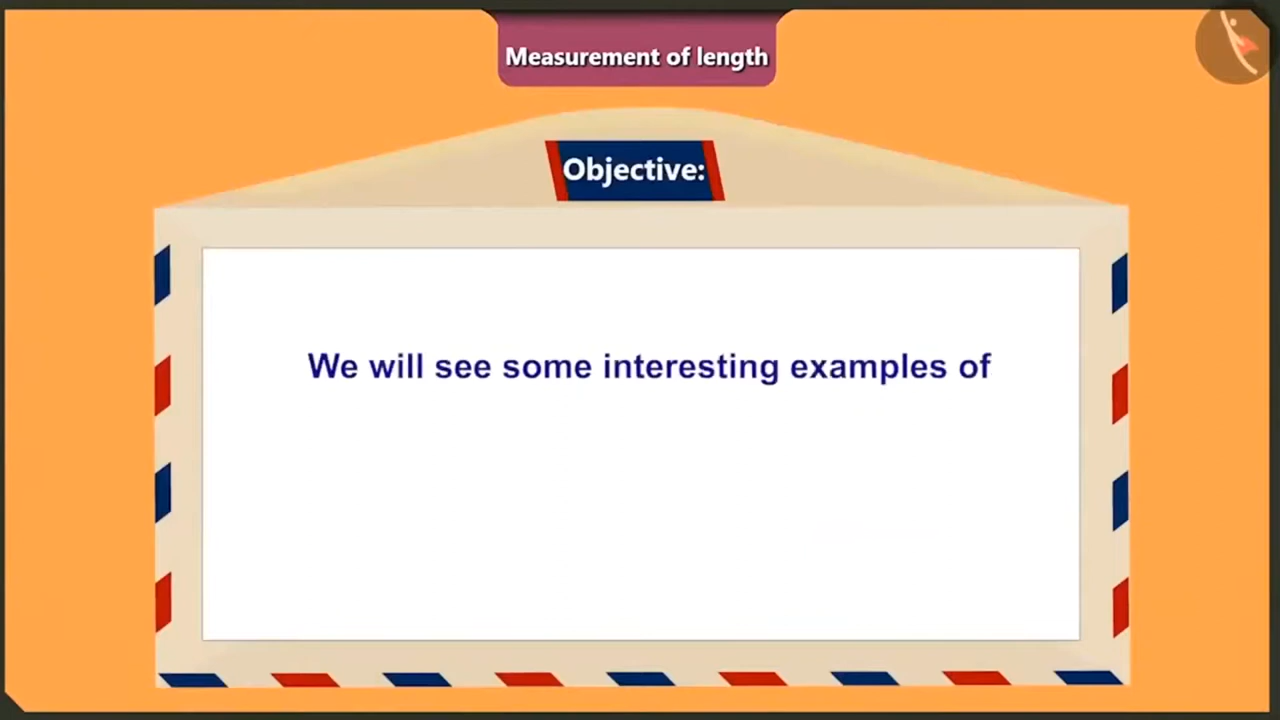 Measurement of length
Objective:
We will see some interesting examples of